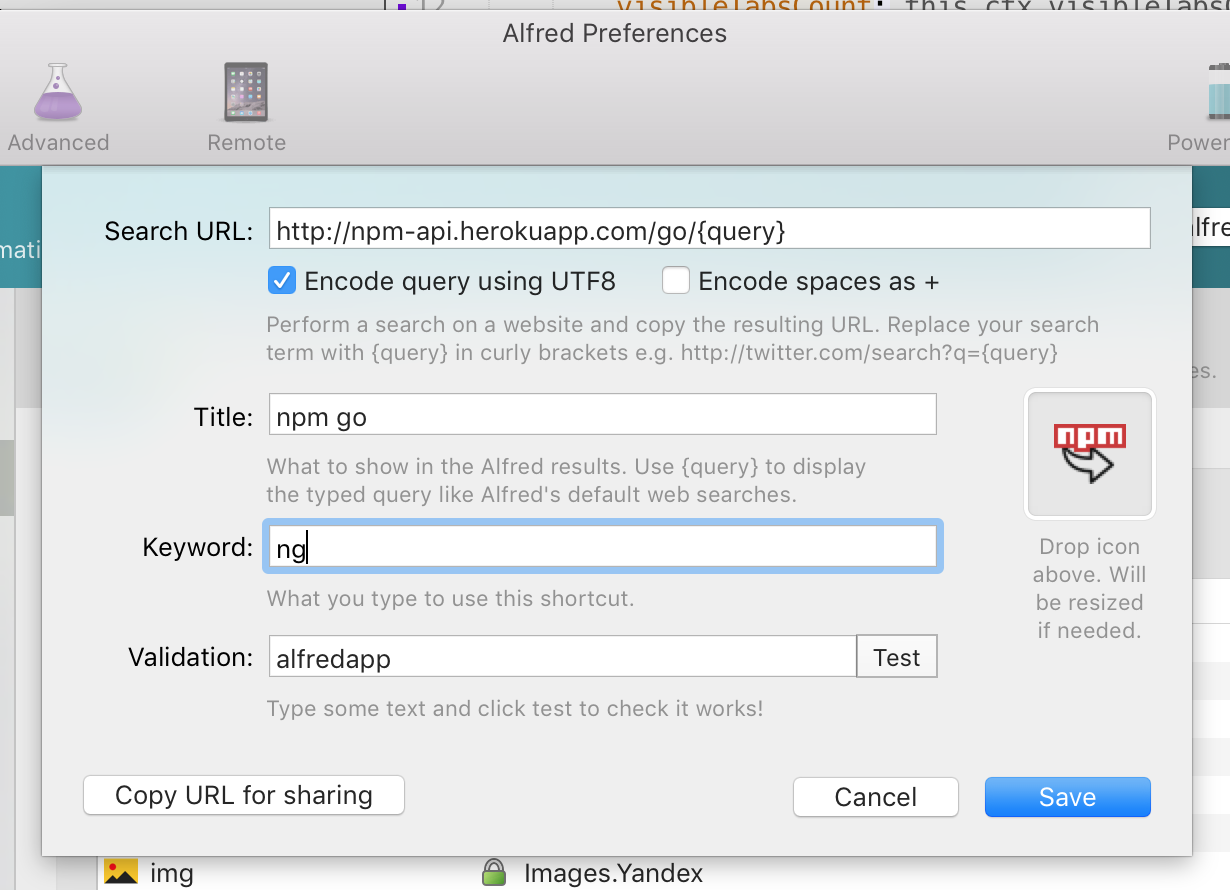 12 visibleTabsCount: this.ctx.visibleTabs
Alfred Preferences
Advanced
Remote
Power
Search URL: http://npm-api.herokuapp.com/go/{query}
mati
lfre
Encode query using UTF8
Encode spaces as +
Perform a search on a website and copy the resulting URL. Replace your search
term with {query} in curly brackets e.g. http://twitter.com/search?q={query}
es.
Title: npm go
npm
What to show in the Alfred results. Use {query} to display
the typed query like Alfred's default web searches.
Keyword: ng
Drop icon
above. Will
be resized
if needed.
What you type to use this shortcut.
Validation: alfredapp
Test
Type some text and click test to check it works!
Copy URL for sharing
Cancel
Save
img
Images.Yandex